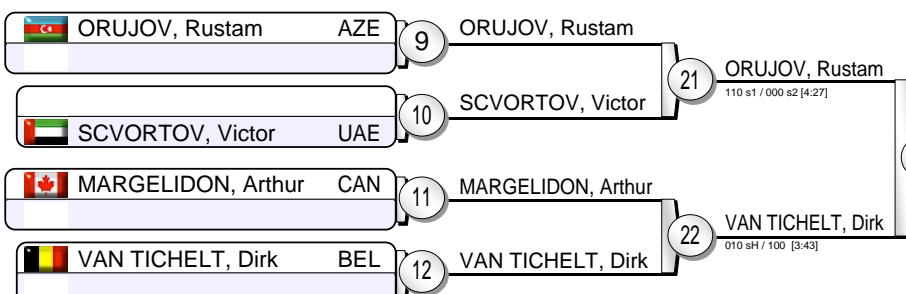 ORUJOV, Rustam AZE
9
ORUJOV, Rustam
21
ORUJOV, Rustam
110 s1 / 000 s2 [4:27]
SCVORTOV, Victor UAE
10
SCVORTOV, Victor
MARGELIDON, Arthur CAN
11
MARGELIDON, Arthur
22
VAN TICHELT, Dirk
010 sH / 100 [3:43]
VAN TICHELT, Dirk BEL
12
VAN TICHELT, Dirk